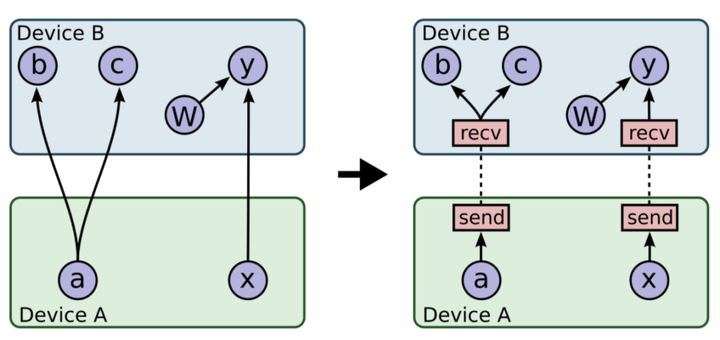 Device B
b c y
W
a x
Device A
Device B
b c y
W
recv recv
send send
a x
Device A